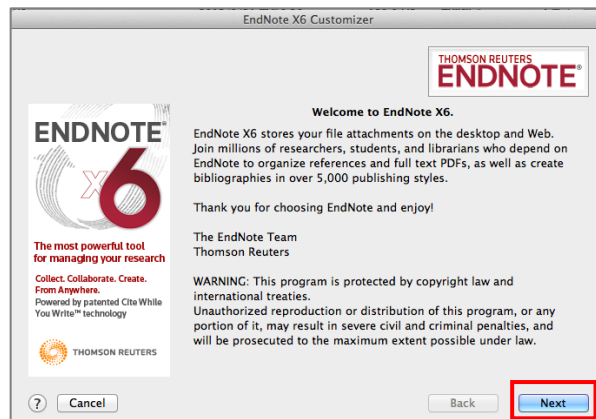 EndNote X6 Customizer
THOMSON REUTERS
ENDNOTE®
ENDNOTE®
x6
The most powerful tool
for managing your research
Collect. Collaborate. Create.
From Anywhere.
Powered by patented Cite While
You Write™ technology
THOMSON REUTERS
Welcome to EndNote X6.
EndNote X6 stores your file attachments on the desktop and Web.
Join millions of researchers, students, and librarians who depend on
EndNote to organize references and full text PDFs, as well as create
bibliographies in over 5,000 publishing styles.
Thank you for choosing EndNote and enjoy!
The EndNote Team
Thomson Reuters
WARNING: This program is protected by copyright law and
international treaties.
Unauthorized reproduction or distribution of this program, or any
portion of it, may result in severe civil and criminal penalties, and
will be prosecuted to the maximum extent possible under law.
? Cancel Back Next